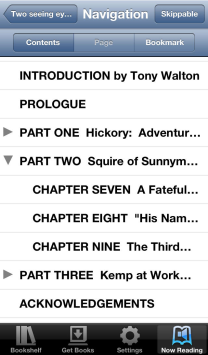 Two seeing ey...
Navigation
Skippable
Contents
Page
Bookmark
INTRODUCTION by Tony Walton
PROLOGUE
PART ONE Hickory: Adventur...
PART TWO Squire of Sunnym...
CHAPTER SEVEN A Fateful...
CHAPTER EIGHT "His Nam...
CHAPTER NINE The Third...
PART THREE Kemp at Work...
ACKNOWLEDGEMENTS
Bookshelf
Get Books
Settings
Now Reading